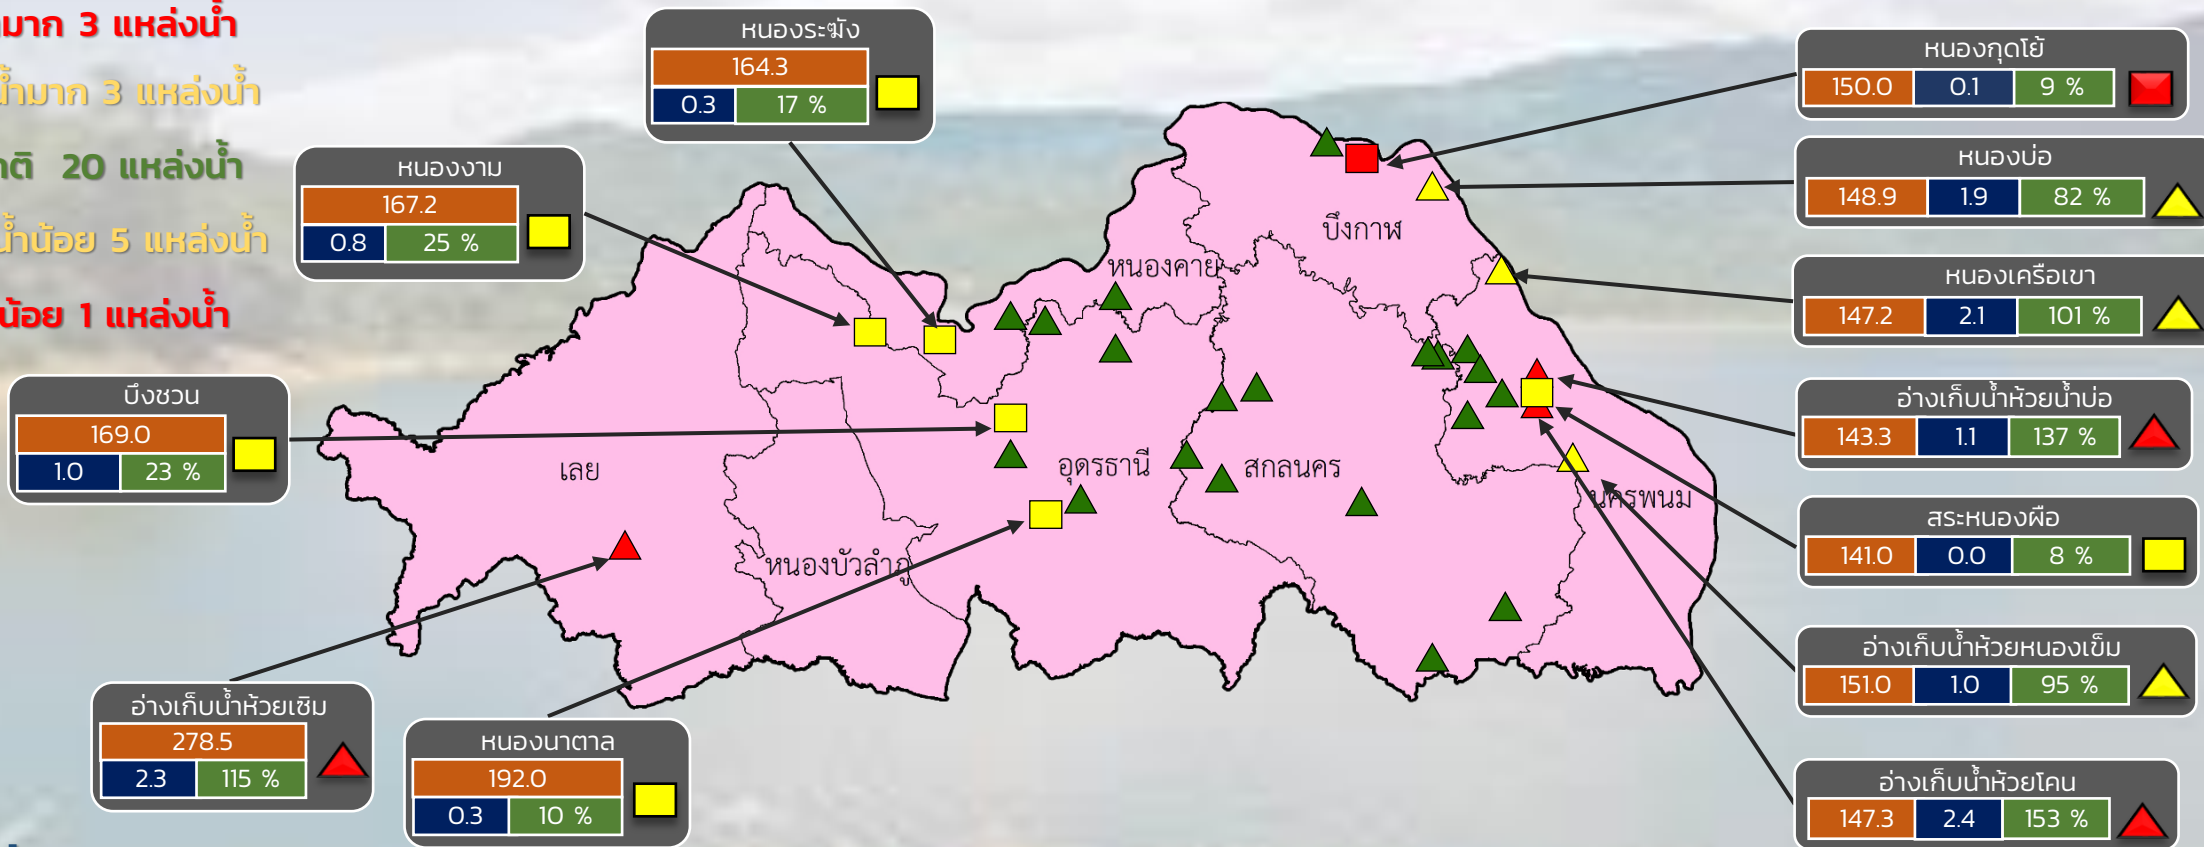 มาก 3 แหล่งน้ำ
น้ำมาก 3 แหล่งน้ำ
20 แหล่งน้ำ
น้ำน้อย 5 แหล่งน้ำ
น้อย 1 แหล่งน้ำ
หนองระฆัง
164.3
0.3 17 %
หนองงาม
167.2
0.8 25 %
บึงชวน
169.0
1.0 23 %
อ่างเก็บน้ำห้วยเซิม
278.5
2.3 115 %
หนองนาตาล
192.0
0.3 10 %
บึงกาฬ
หนองคาย
เลย
อุดรธานี
สกลนคร
นครพนม
หนองบัวลำภู
หนองกุดโย้
150.0 0.1 9 %
หนองบ่อ
148.9 1.9 82 %
หนองเครือเขา
147.2 2.1 101 %
อ่างเก็บน้ำห้วยน้ำบ่อ
143.3 1.1 137 %
สระหนองผือ
141.0 0.0 8 %
อ่างเก็บน้ำห้วยหนองเข็ม
151.0 1.0 95 %
อ่างเก็บน้ำห้วยโคน
147.3 2.4 153 %